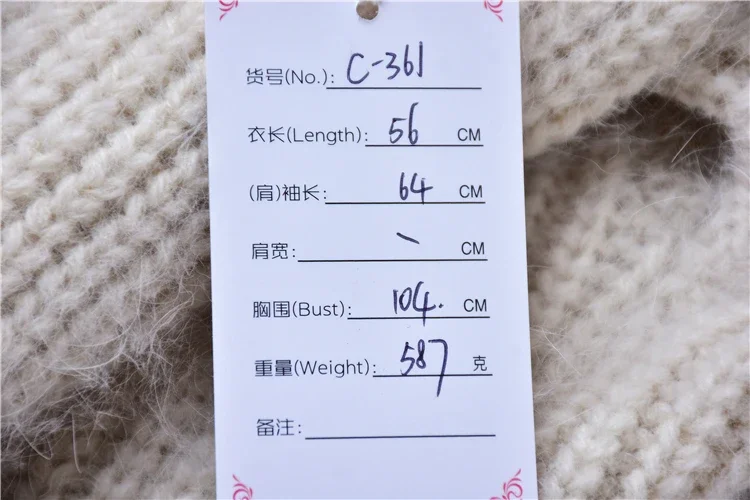 货号(No.): C-361
衣长(Length): 56 CM
(肩)袖长: 64 CM
肩宽: - CM
胸围(Bust): 104. CM
重量(Weight): 587 克
备注: